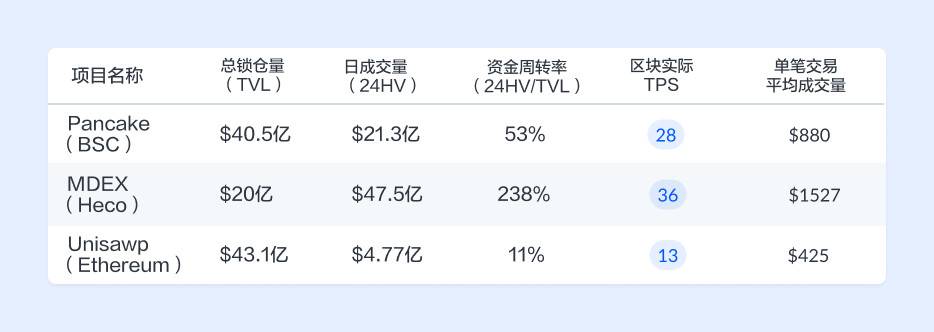 项目名称
总锁仓量
（TVL）
日成交量
（24HV）
资金周转率
（24HV/TVL）
区块实际
TPS
单笔交易
平均成交量
Pancake
（BSC）
$40.5亿
$21.3亿
53%
28
$880
MDEX
（Heco）
$20亿
$47.5亿
238%
36
$1527
Unisawp
（Ethereum）
$43.1亿
$4.77亿
11%
13
$425